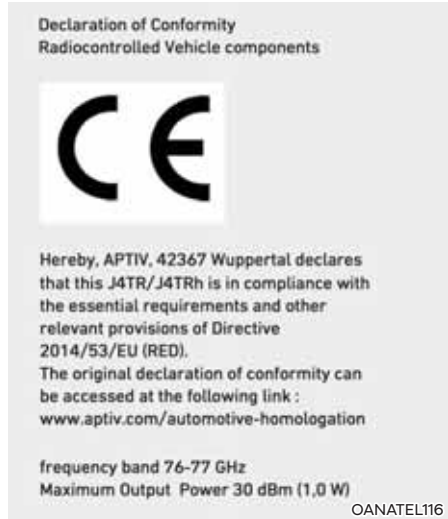 Declaration of Conformity
Radiocontrolled Vehicle components
CE
Hereby, APTIV, 42367 Wuppertal declares
that this J4TR/J4TRh is in compliance with
the essential requirements and other
relevant provisions of Directive
2014/53/EU (RED).
The original declaration of conformity can
be accessed at the following link :
www.aptiv.com/automotive-homologation
frequency band 76-77 GHz
Maximum Output Power 30 dBm (1,0 W)
OANATEL116